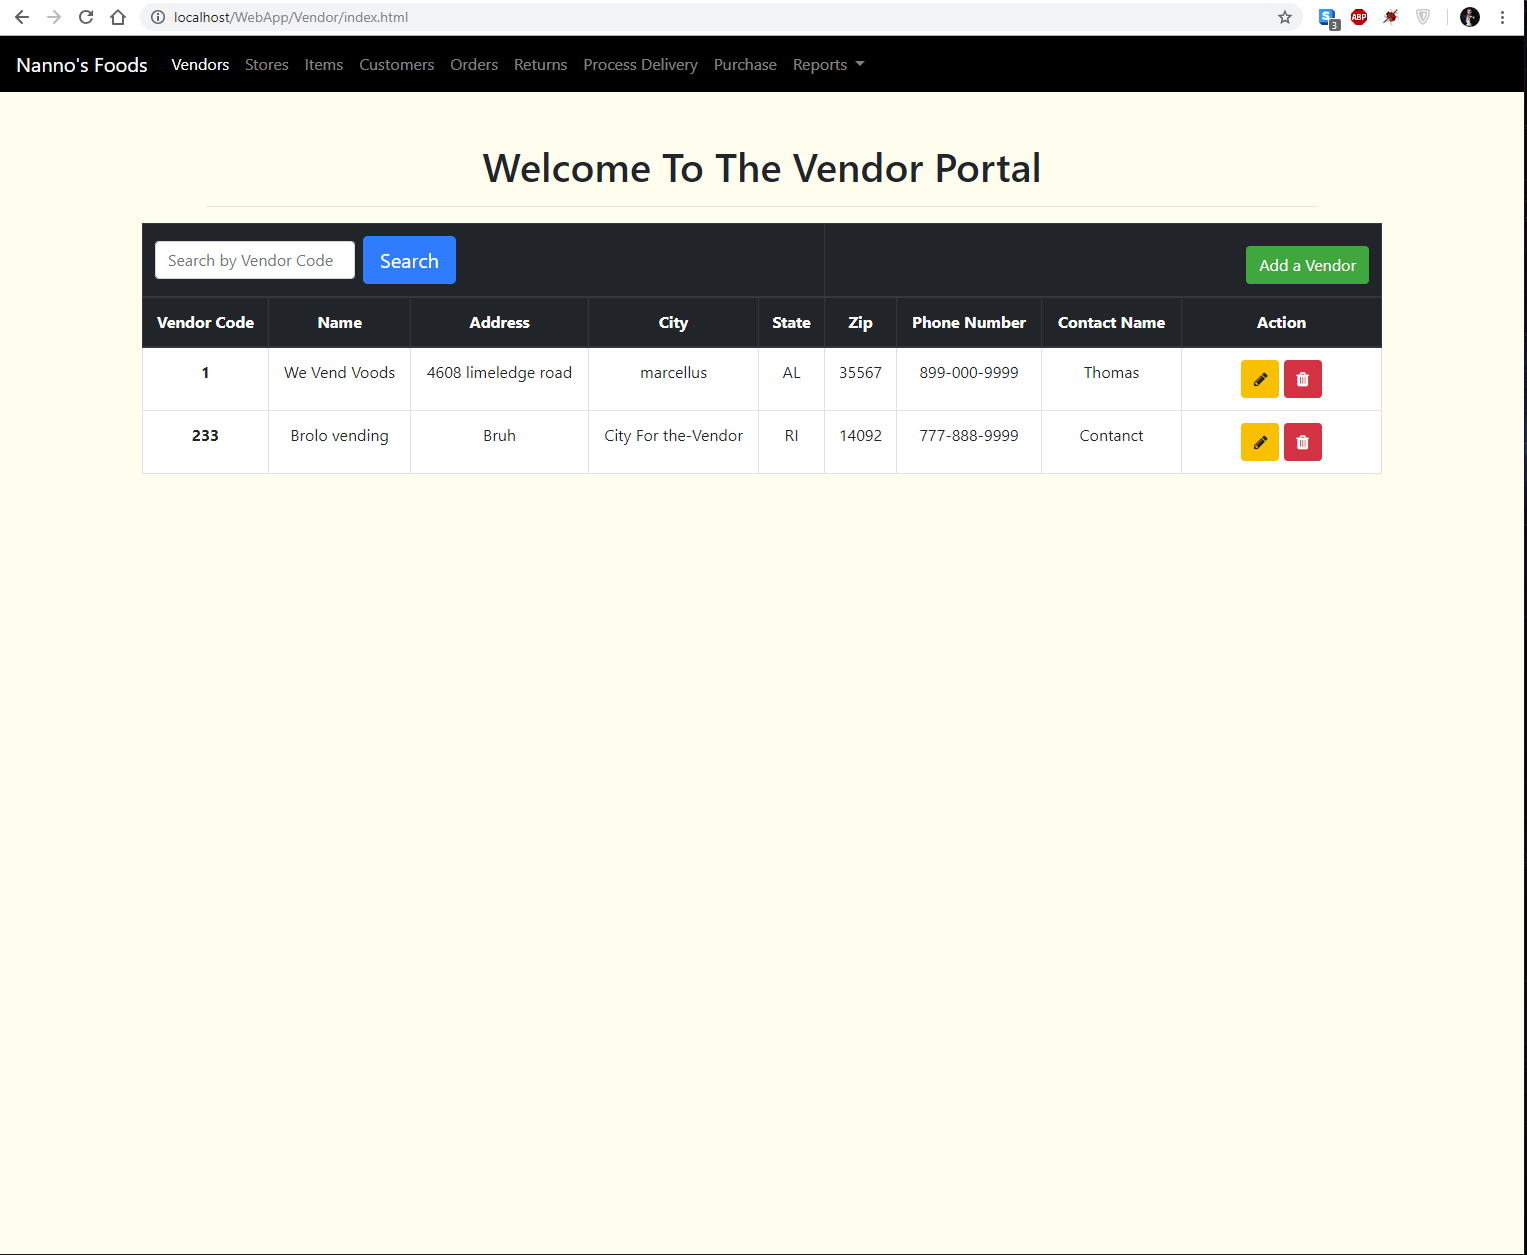 localhost/WebApp/Vendor/index.html
3
ABP
Nanno's Foods Vendors Stores Items Customers Orders Returns Process Delivery Purchase Reports
Welcome To The Vendor Portal
Search by Vendor Code Search Add a Vendor
Vendor Code Name Address City State Zip Phone Number Contact Name Action
1 We Vend Voods 4608 limeledge road marcellus AL 35567 899-000-9999 Thomas
233 Brolo vending Bruh City For the-Vendor RI 14092 777-888-9999 Contanct